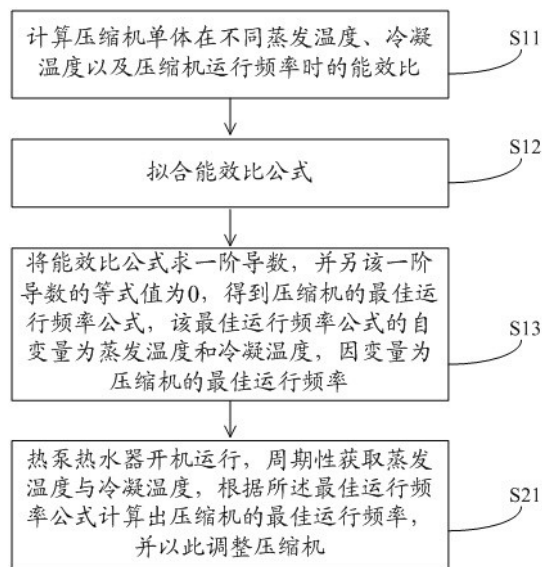 计算压缩机单体在不同蒸发温度、冷凝
温度以及压缩机运行频率时的能效比
S11
拟合能效比公式
S12
将能效比公式求一阶导数，并另该一阶
导数的等式值为0，得到压缩机的最佳运
行频率公式，该最佳运行频率公式的自
变量为蒸发温度和冷凝温度，因变量为
压缩机的最佳运行频率
S13
热泵热水器开机运行，周期性获取蒸发
温度与冷凝温度，根据所述最佳运行频
率公式计算出压缩机的最佳运行频率，
并以此调整压缩机
S21